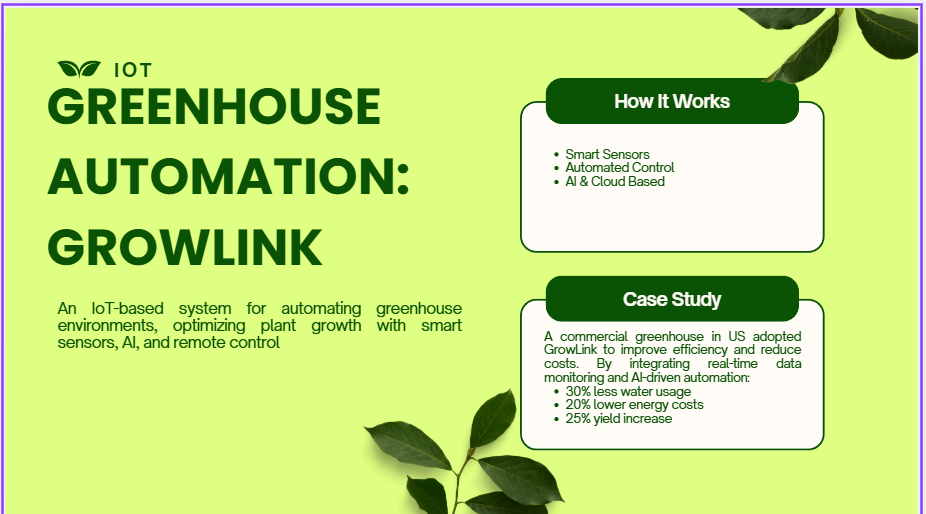 IOT
GREENHOUSE
AUTOMATION:
GROWLINK
An IoT-based system for automating greenhouse
environments, optimizing plant growth with smart
sensors, AI, and remote control
How It Works
• Smart Sensors
• Automated Control
• AI & Cloud Based
Case Study
A commercial greenhouse in US adopted
GrowLink to improve efficiency and reduce
costs. By integrating real-time data
monitoring and AI-driven automation:
• 30% less water usage
• 20% lower energy costs
• 25% yield increase